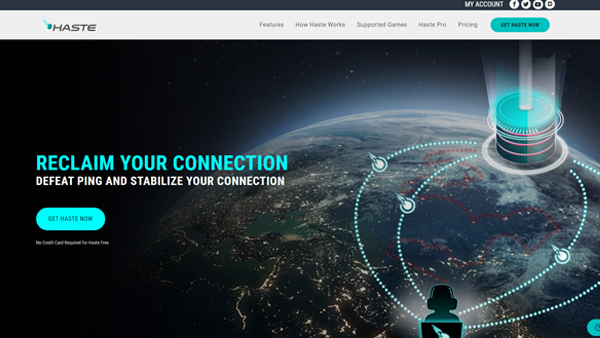 MY ACCOUNT
HASTE
Features How Haste Works Supported Games Haste Pro Pricing GET HASTE NOW
RECLAIM YOUR CONNECTION
DEFEAT PING AND STABILIZE YOUR CONNECTION
GET HASTE NOW
No Credit Card Required for Haste Free